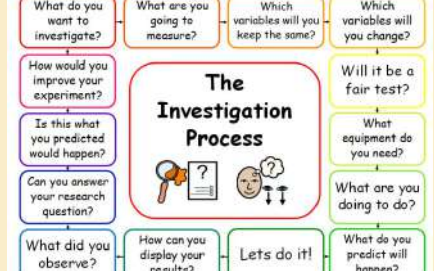 What do you
want to
investigate?
What are you
going to
measure?
Which
variables will you
keep the same?
Which
variables will
you change?
Will it be a
fair test?
What
equipment do
you need?
What are you
doing to do?
What do you
predict will
happen?
Lets do it!
How can you
display your
results?
What did you
observe?
Can you answer
your research
question?
Is this what
you predicted
would happen?
How would you
improve your
experiment?
The
Investigation
Process
?
?